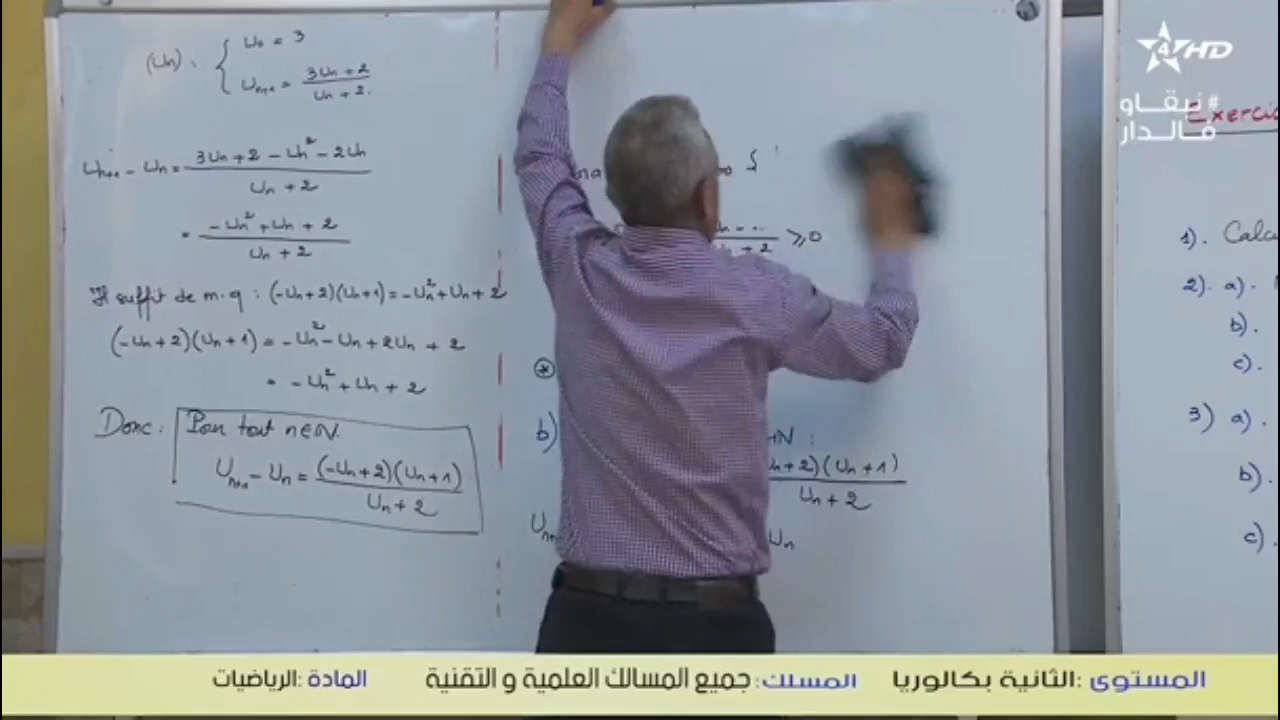 (Un) : { U0 = 3
Un+1 = (3Un + 2)/(Un + 2)
Un+1 - Un = (3Un + 2 - Un² - 2Un)/(Un + 2)
= (-Un² + Un + 2)/(Un + 2)
Il suffit de m.q : (-Un+2)(Un+1) = -Un² + Un + 2
(-Un+2)(Un+1) = -Un² - Un + 2Un + 2
= -Un² + Un + 2
Donc : Pour tout n∈ℕ.
Un+1 - Un = (-Un+2)(Un+1)/(Un + 2)
+ 2 ⩾ 0
⊛
b) ℕ :
+2)(Un+1)
Un + 2
Un
4 HD
#نبقاو
فالدار
Exercic
1). Calcu
2). a).
b).
c).
3) a).
b).
c).
المستوى :الثانية بكالوريا المسلك: جميع المسالك العلمية و التقنية المادة :الرياضيات